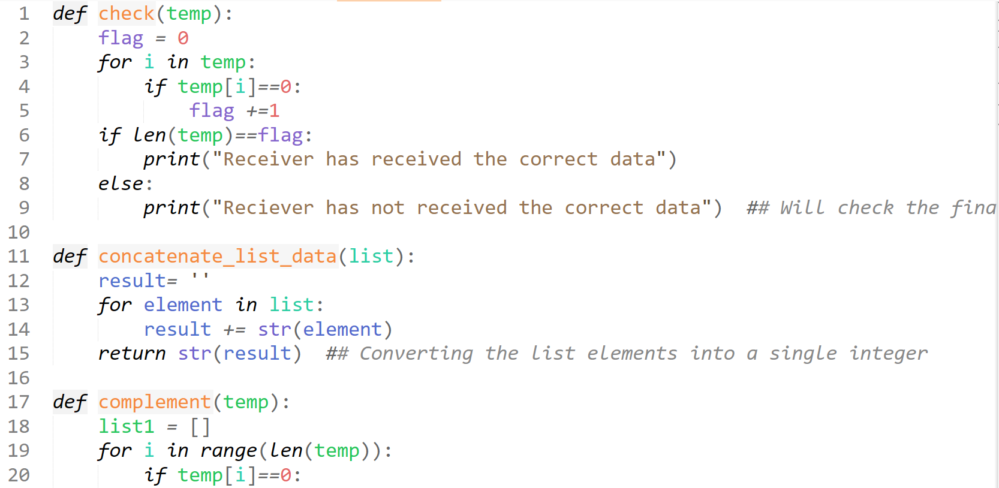 1 def check(temp):
2 flag = 0
3 for i in temp:
4 if temp[i]==0:
5 flag +=1
6 if len(temp)==flag:
7 print("Receiver has received the correct data")
8 else:
9 print("Reciever has not received the correct data") ## Will check the fina
10
11 def concatenate_list_data(list):
12 result= ''
13 for element in list:
14 result += str(element)
15 return str(result) ## Converting the list elements into a single integer
16
17 def complement(temp):
18 list1 = []
19 for i in range(len(temp)):
20 if temp[i]==0: